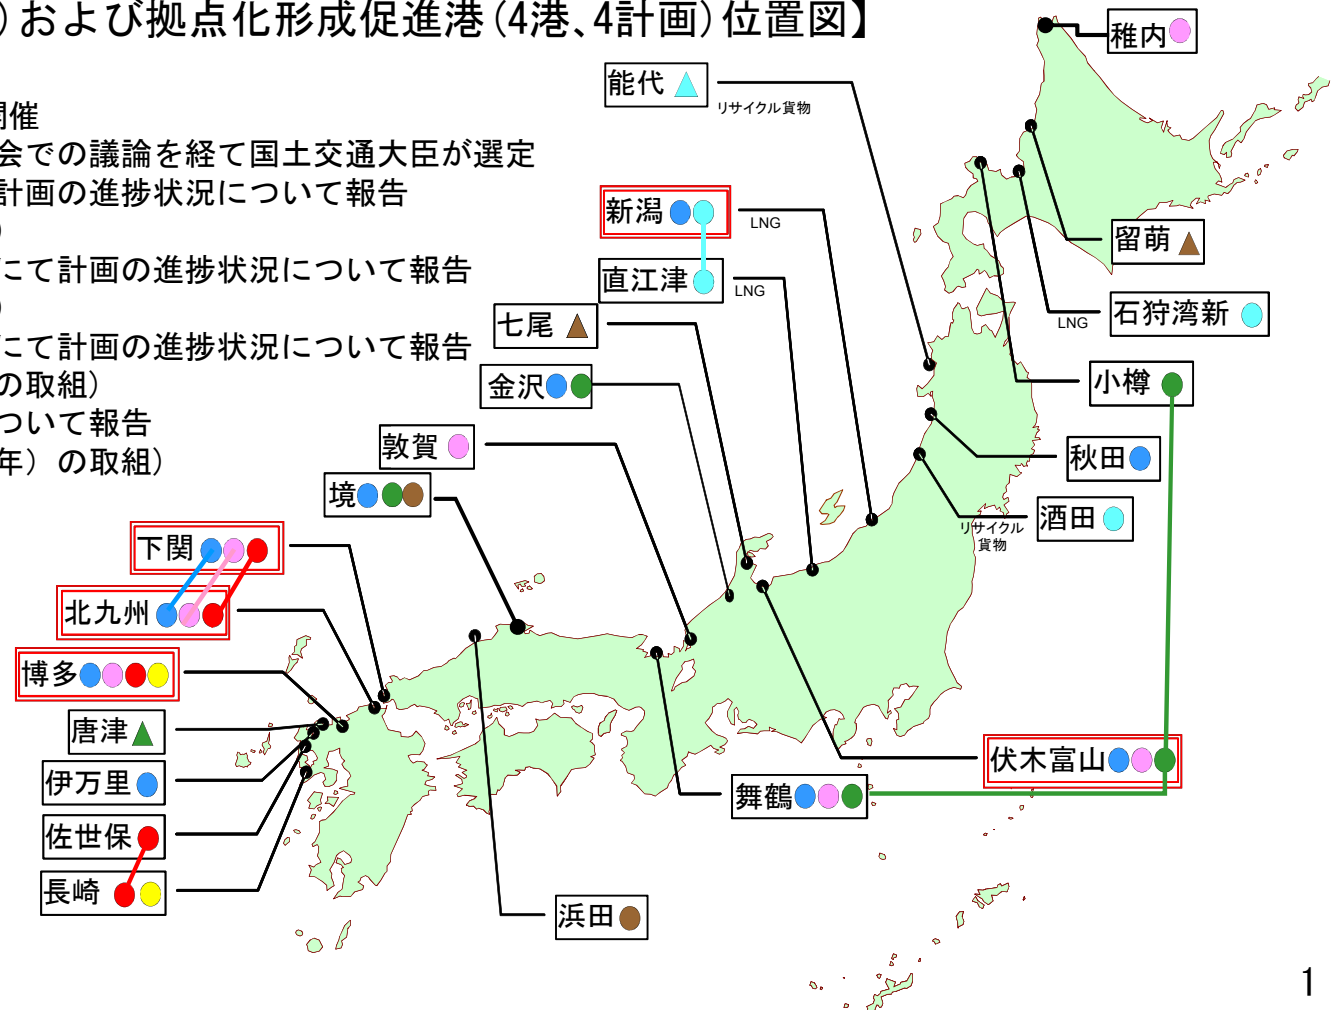 ）および拠点化形成促進港（4港、4計画）位置図】
開催
会での議論を経て国土交通大臣が選定
計画の進捗状況について報告
）
にて計画の進捗状況について報告
）
にて計画の進捗状況について報告
の取組）
ついて報告
年）の取組）
稚内
能代
リサイクル貨物
新潟
LNG
留萌
直江津
LNG
石狩湾新
LNG
七尾
金沢
小樽
敦賀
秋田
境
酒田
リサイクル
貨物
下関
北九州
博多
唐津
伏木富山
伊万里
舞鶴
佐世保
長崎
浜田
1